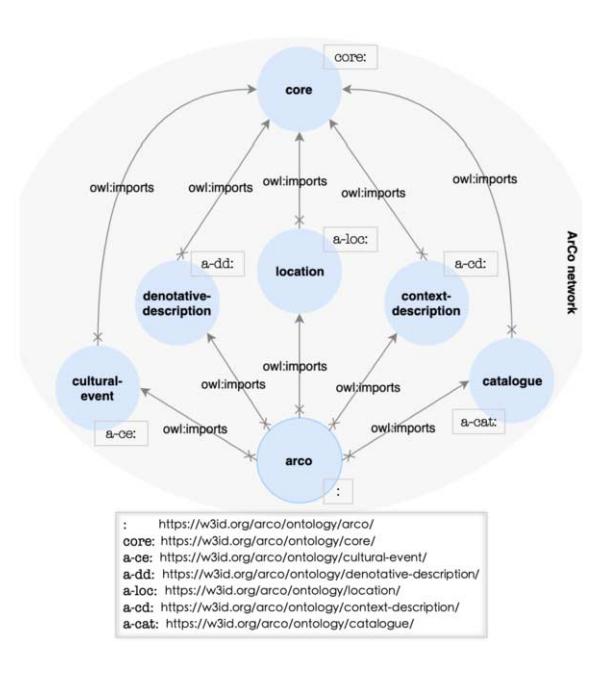 core:
core
owl:imports
owl:imports
owl:imports
owl:imports
owl:imports
a-dd:
a-loc:
a-cd:
ArCo network
denotative-
description
location
context-
description
cultural-
event
catalogue
owl:imports
owl:imports
owl:imports
owl:imports
owl:imports
a-ce:
a-cat:
arco
:
: https://w3id.org/arco/ontology/arco/
core: https://w3id.org/arco/ontology/core/
a-ce: https://w3id.org/arco/ontology/cultural-event/
a-dd: https://w3id.org/arco/ontology/denotative-description/
a-loc: https://w3id.org/arco/ontology/location/
a-cd: https://w3id.org/arco/ontology/context-description/
a-cat: https://w3id.org/arco/ontology/catalogue/